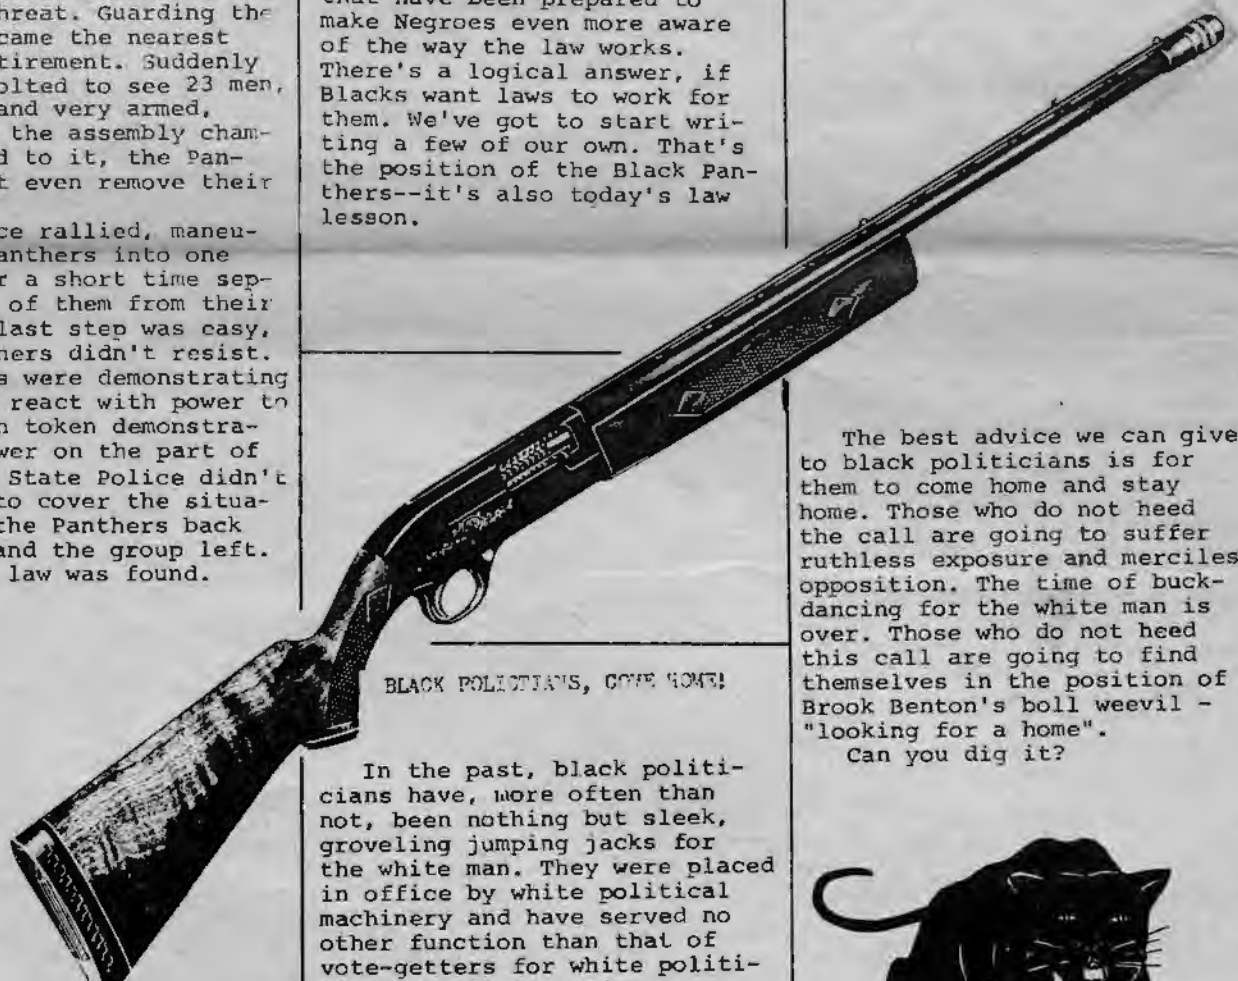 hreat. Guarding the
came the nearest
tirement. Suddenly
olted to see 23 men,
and very armed,
the assembly cham-
d to it, the Pan-
t even remove their
ce rallied, maneu-
anthers into one
r a short time sep-
of them from their
last step was easy,
hers didn't resist.
s were demonstrating
react with power to
n token demonstra-
wer on the part of
State Police didn't
to cover the situa-
the Panthers back
and the group left.
law was found.
that have been prepared to
make Negroes even more aware
of the way the law works.
There's a logical answer, if
Blacks want laws to work for
them. We've got to start wri-
ting a few of our own. That's
the position of the Black Pan-
thers--it's also today's law
lesson.
BLACK
In the past, black politi-
cians have, more often than
not, been nothing but sleek,
groveling jumping jacks for
the white man. They were placed
in office by white political
machinery and have served no
other function than that of
vote-getters for white politi-
The best advice we can give
to black politicians is for
them to come home and stay
home. Those who do not heed
the call are going to suffer
ruthless exposure and merciles
opposition. The time of buck-
dancing for the white man is
over. Those who do not heed
this call are going to find
themselves in the position of
Brook Benton's boll weevil -
"looking for a home".
Can you dig it?